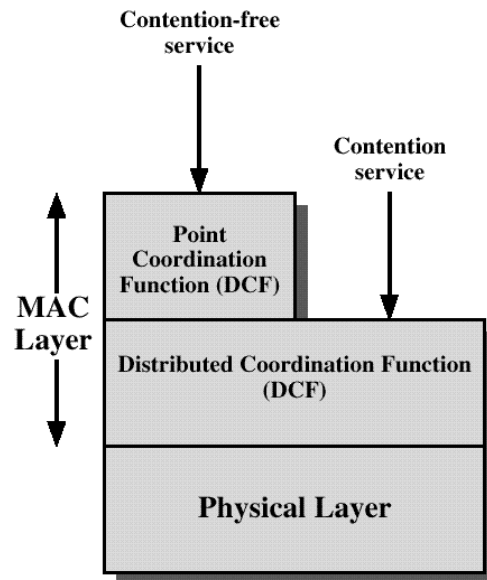 Contention-free
service
Contention
service
Point
Coordination
Function (DCF)
MAC
Layer
Distributed Coordination Function
(DCF)
Physical Layer